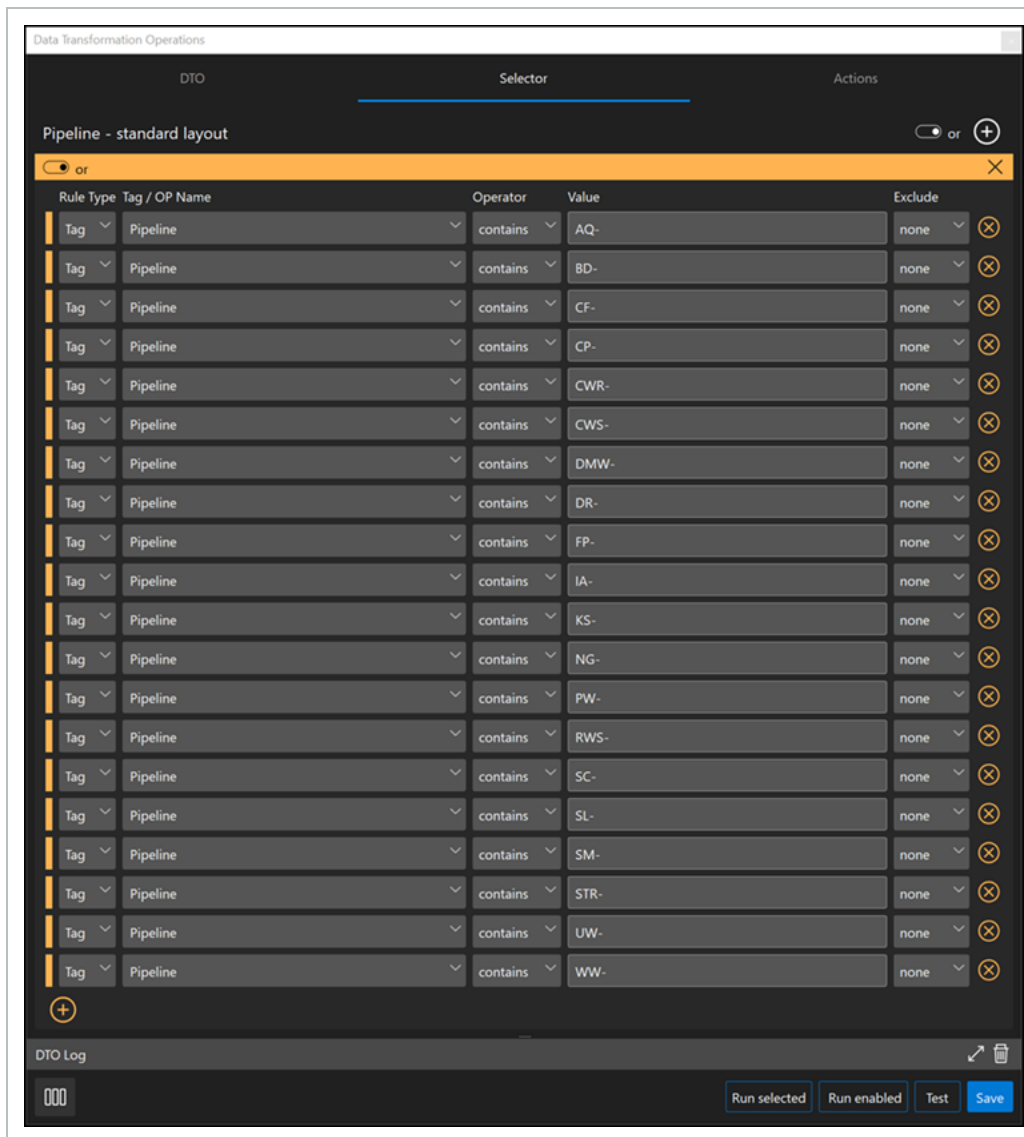 Data Transformation Operations
DTO Selector Actions
Pipeline - standard layout or
or
Rule Type Tag / OP Name Operator Value Exclude
Tag Pipeline contains AQ- none
Tag Pipeline contains BD- none
Tag Pipeline contains CF- none
Tag Pipeline contains CP- none
Tag Pipeline contains CWR- none
Tag Pipeline contains CWS- none
Tag Pipeline contains DMW- none
Tag Pipeline contains DR- none
Tag Pipeline contains FP- none
Tag Pipeline contains IA- none
Tag Pipeline contains KS- none
Tag Pipeline contains NG- none
Tag Pipeline contains PW- none
Tag Pipeline contains RWS- none
Tag Pipeline contains SC- none
Tag Pipeline contains SL- none
Tag Pipeline contains SM- none
Tag Pipeline contains STR- none
Tag Pipeline contains UW- none
Tag Pipeline contains WW- none
DTO Log
Run selected Run enabled Test Save